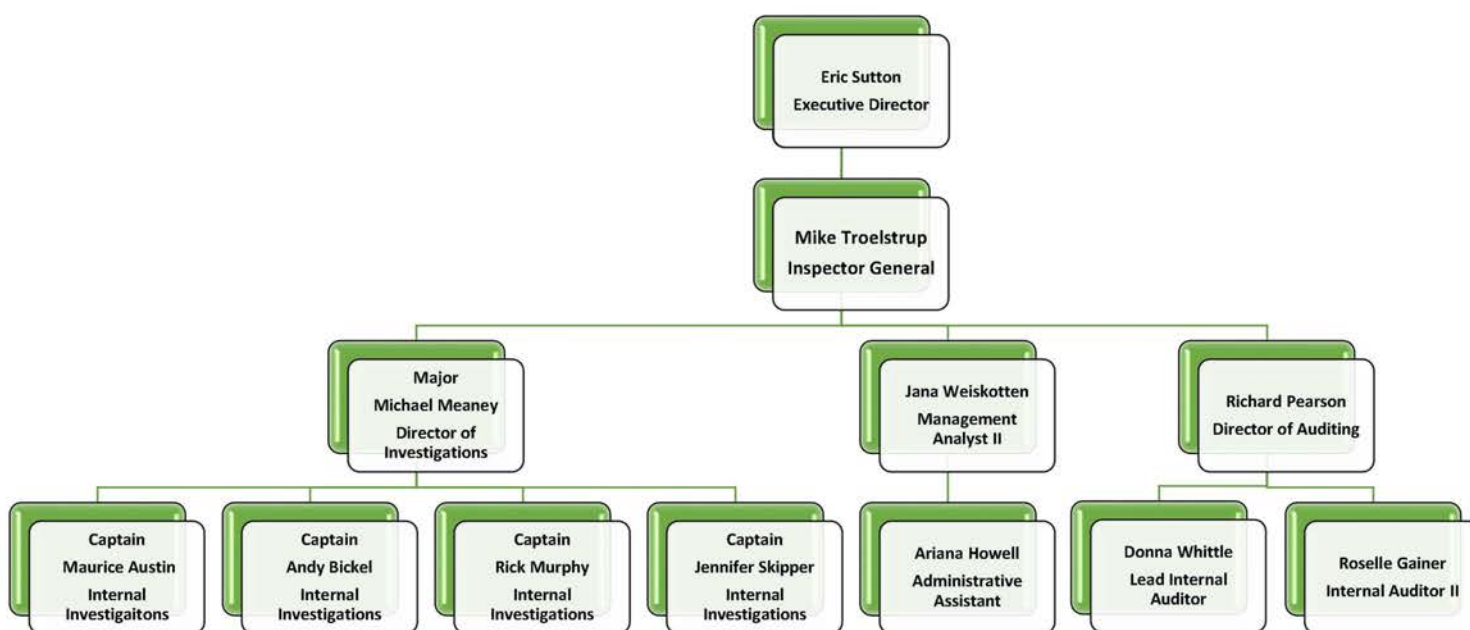 Eric Sutton
Executive Director
Mike Troelstrup
Inspector General
Major
Michael Meaney
Director of
Investigations
Jana Weiskotten
Management
Analyst II
Richard Pearson
Director of Auditing
Captain
Maurice Austin
Internal
Investigaitons
Captain
Andy Bickel
Internal
Investigations
Captain
Rick Murphy
Internal
Investigations
Captain
Jennifer Skipper
Internal
Investigations
Ariana Howell
Administrative
Assistant
Donna Whittle
Lead Internal
Auditor
Roselle Gainer
Internal Auditor II